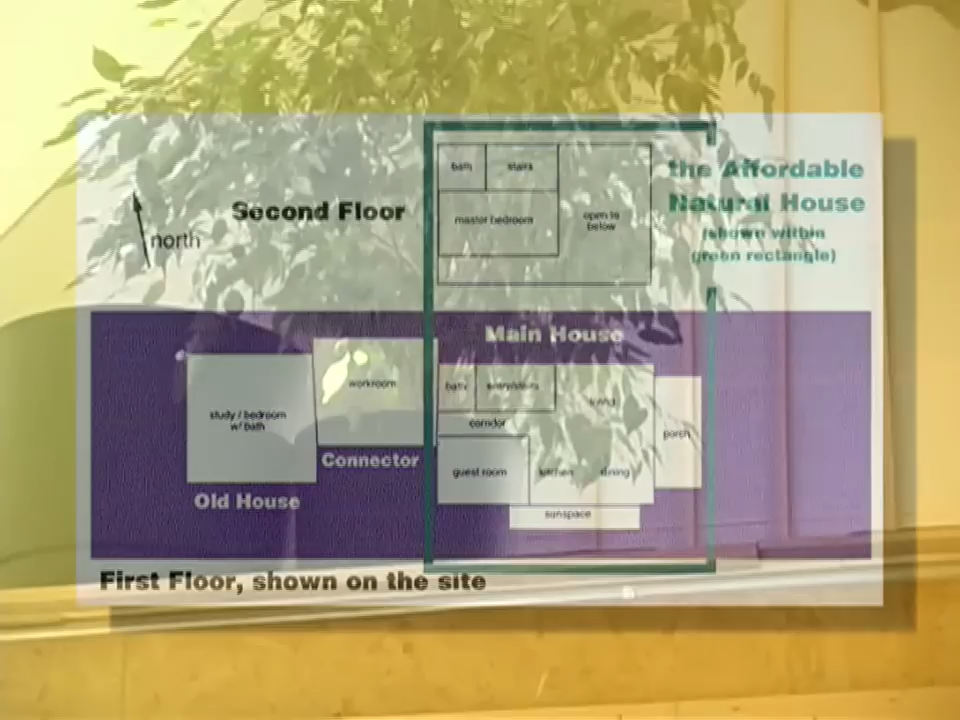 bath
stairs
master bedroom
open to
below
Second Floor
north
the Affordable
Natural House
(shown within
green rectangle)
Main House
study / bedroom
w/ bath
workroom
bath
corridor
guest room
kitchen
dining
living
porch
sunspace
Connector
Old House
First Floor, shown on the site